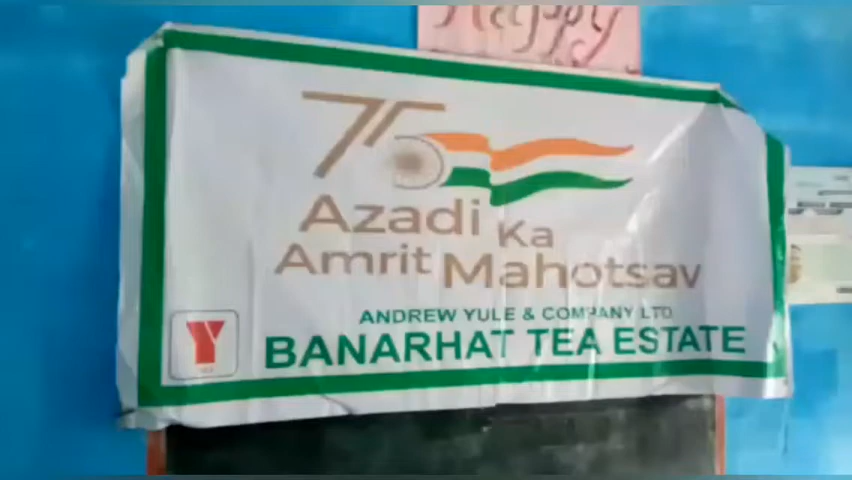 Happy
75
Azadi Ka
Amrit Mahotsav
ANDREW YULE & COMPANY LTD
BANARHAT TEA ESTATE
Y